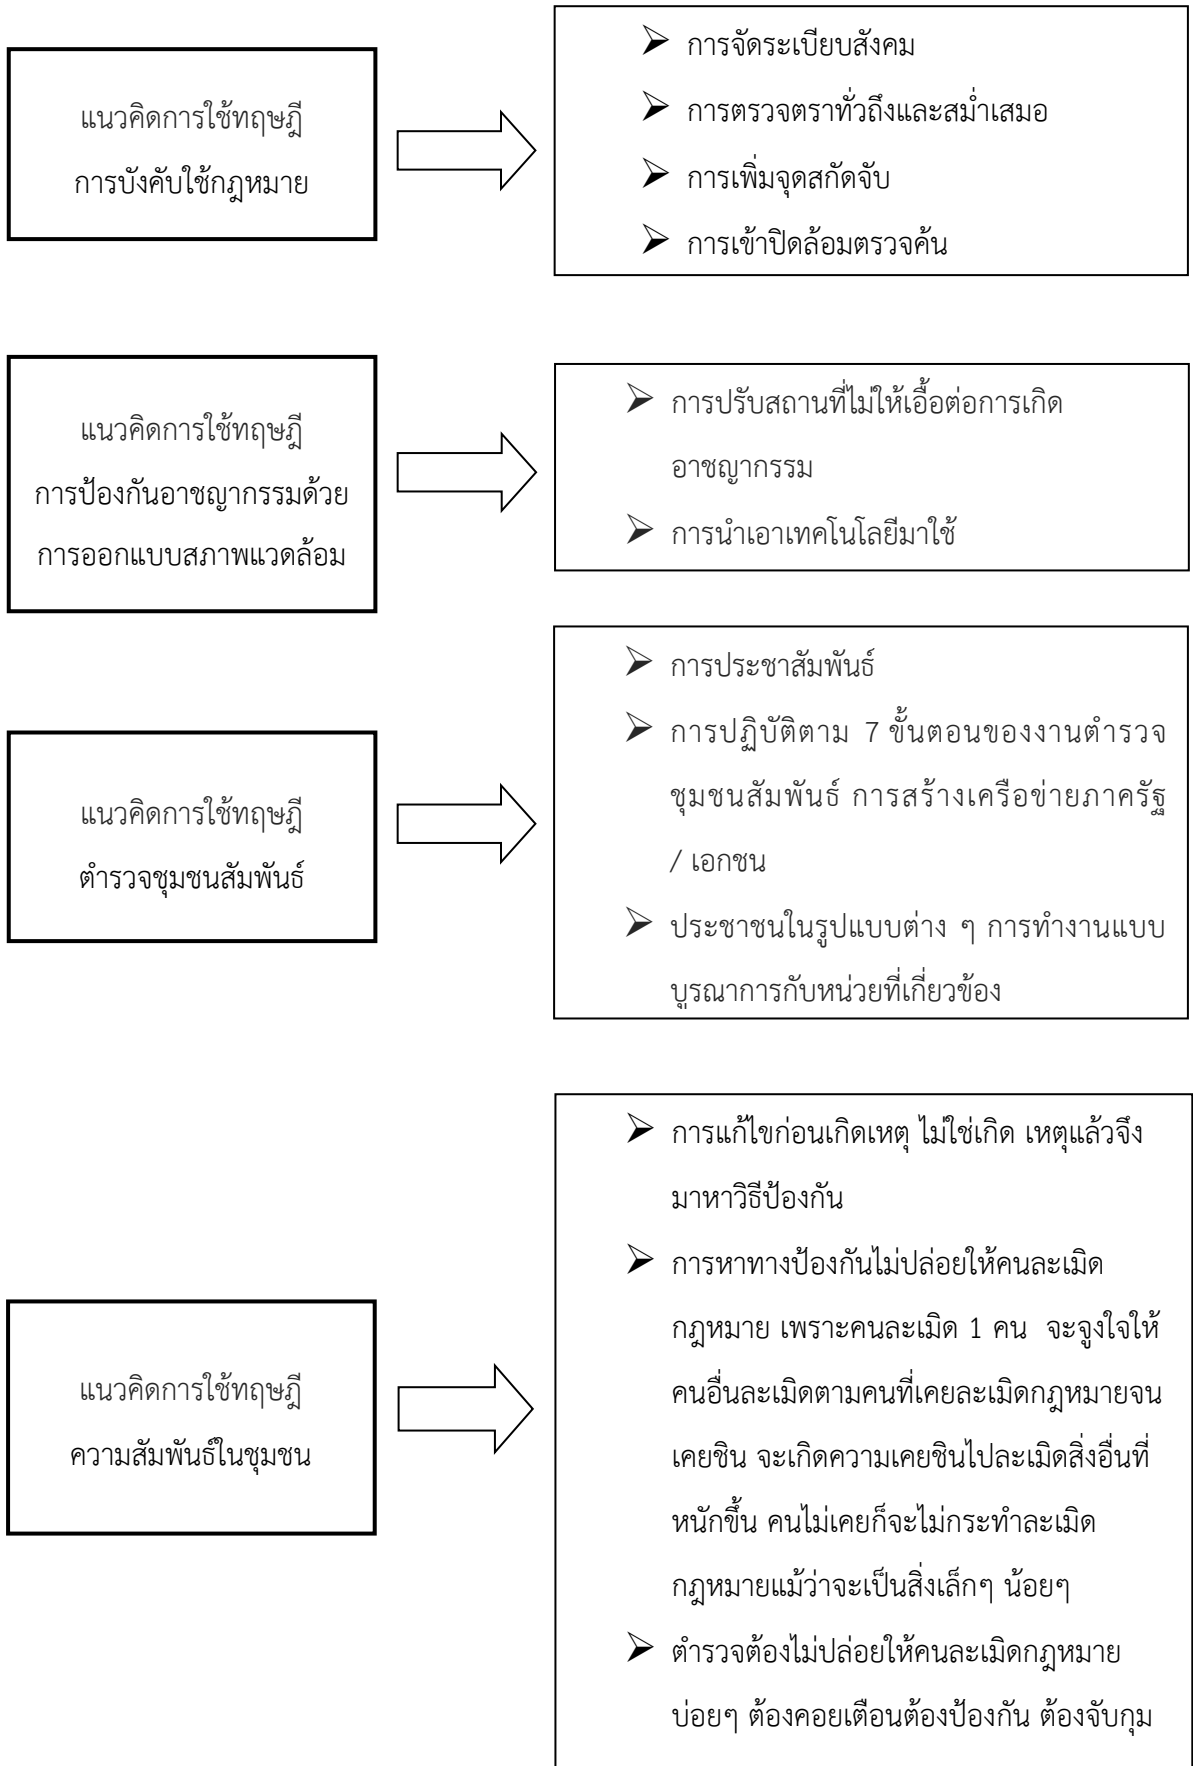 แนวคิดการใช้ทฤษฎี
การบังคับใช้กฎหมาย
➢ การจัดระเบียบสังคม
➢ การตรวจตราทั่วถึงและสม่ำเสมอ
➢ การเพิ่มจุดสกัดจับ
➢ การเข้าปิดล้อมตรวจค้น
แนวคิดการใช้ทฤษฎี
การป้องกันอาชญากรรมด้วย
การออกแบบสภาพแวดล้อม
➢ การปรับสถานที่ไม่ให้เอื้อต่อการเกิด
อาชญากรรม
➢ การนำเอาเทคโนโลยีมาใช้
แนวคิดการใช้ทฤษฎี
ตำรวจชุมชนสัมพันธ์
➢ การประชาสัมพันธ์
➢ การปฏิบัติตาม 7 ขั้นตอนของงานตำรวจ
ชุมชนสัมพันธ์ การสร้างเครือข่ายภาครัฐ
/ เอกชน
➢ ประชาชนในรูปแบบต่าง ๆ การทำงานแบบ
บูรณาการกับหน่วยที่เกี่ยวข้อง
แนวคิดการใช้ทฤษฎี
ความสัมพันธ์ในชุมชน
➢ การแก้ไขก่อนเกิดเหตุ ไม่ใช่เกิด เหตุแล้วจึง
มาหาวิธีป้องกัน
➢ การหาทางป้องกันไม่ปล่อยให้คนละเมิด
กฎหมาย เพราะคนละเมิด 1 คน จะจูงใจให้
คนอื่นละเมิดตามคนที่เคยละเมิดกฎหมายจน
เคยชิน จะเกิดความเคยชินไปละเมิดสิ่งอื่นที่
หนักขึ้น คนไม่เคยก็จะไม่กระทำละเมิด
กฎหมายแม้ว่าจะเป็นสิ่งเล็กๆ น้อยๆ
➢ ตำรวจต้องไม่ปล่อยให้คนละเมิดกฎหมาย
บ่อยๆ ต้องคอยเตือนต้องป้องกัน ต้องจับกุม